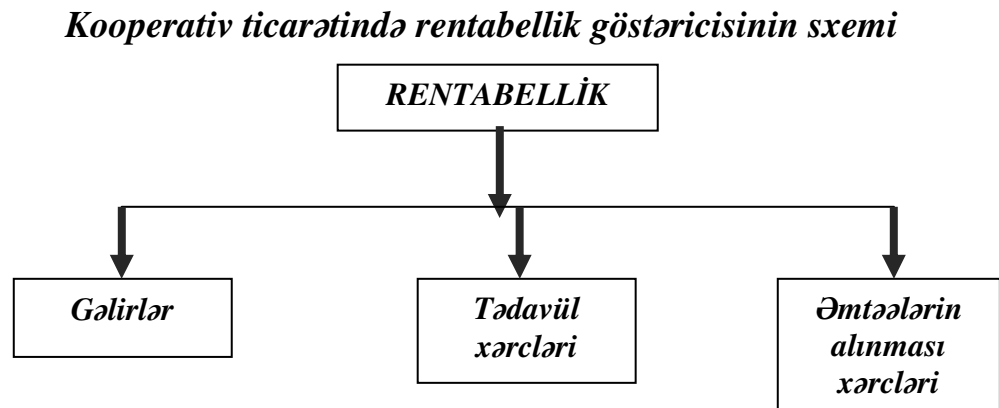 Kooperativ ticarətində rentabellik göstəricisinin sxemi
RENTABELLİK
Gəlirlər
Tədavül
xərcləri
Əmtəələrin
alınması
xərcləri